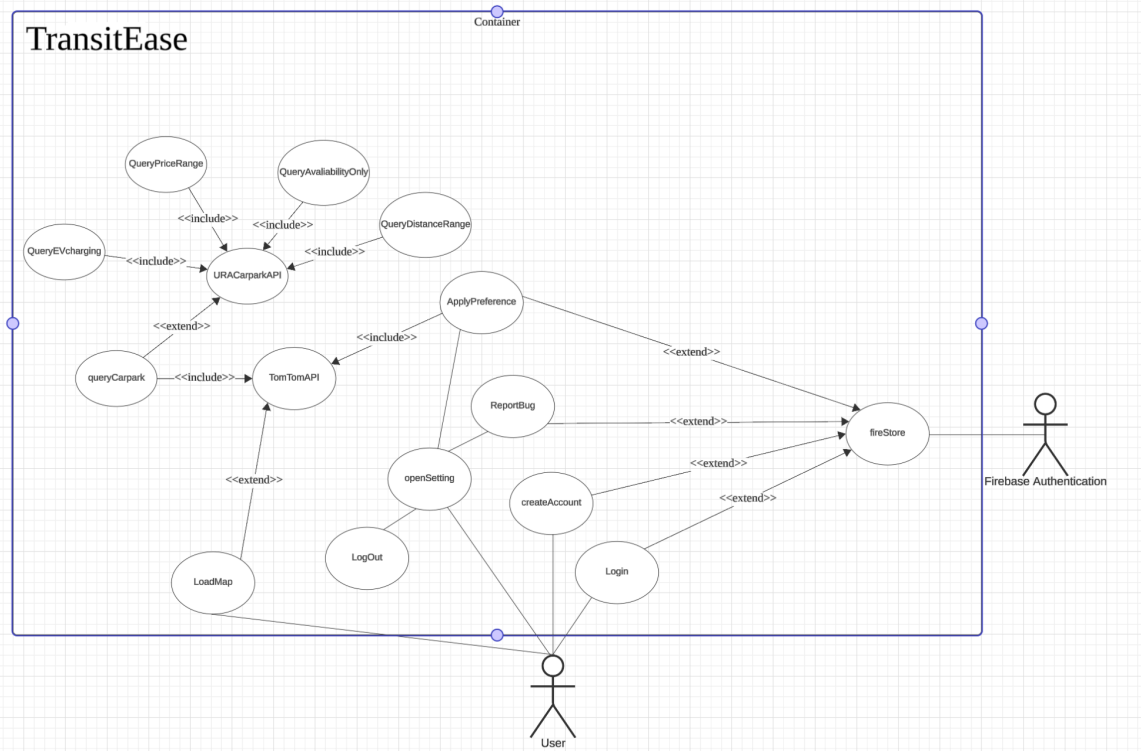 Container
TransitEase
QueryPriceRange
QueryAvaliabilityOnly
<<include>>
<<include>>
QueryDistanceRange
QueryEVcharging
<<include>>
<<include>>
URACarparkAPI
ApplyPreference
<<extend>>
<<include>>
<<extend>>
queryCarpark
<<include>>
TomTomAPI
ReportBug
<<extend>>
fireStore
<<extend>>
openSetting
<<extend>>
Firebase Authentication
<<extend>>
createAccount
LogOut
Login
LoadMap
User